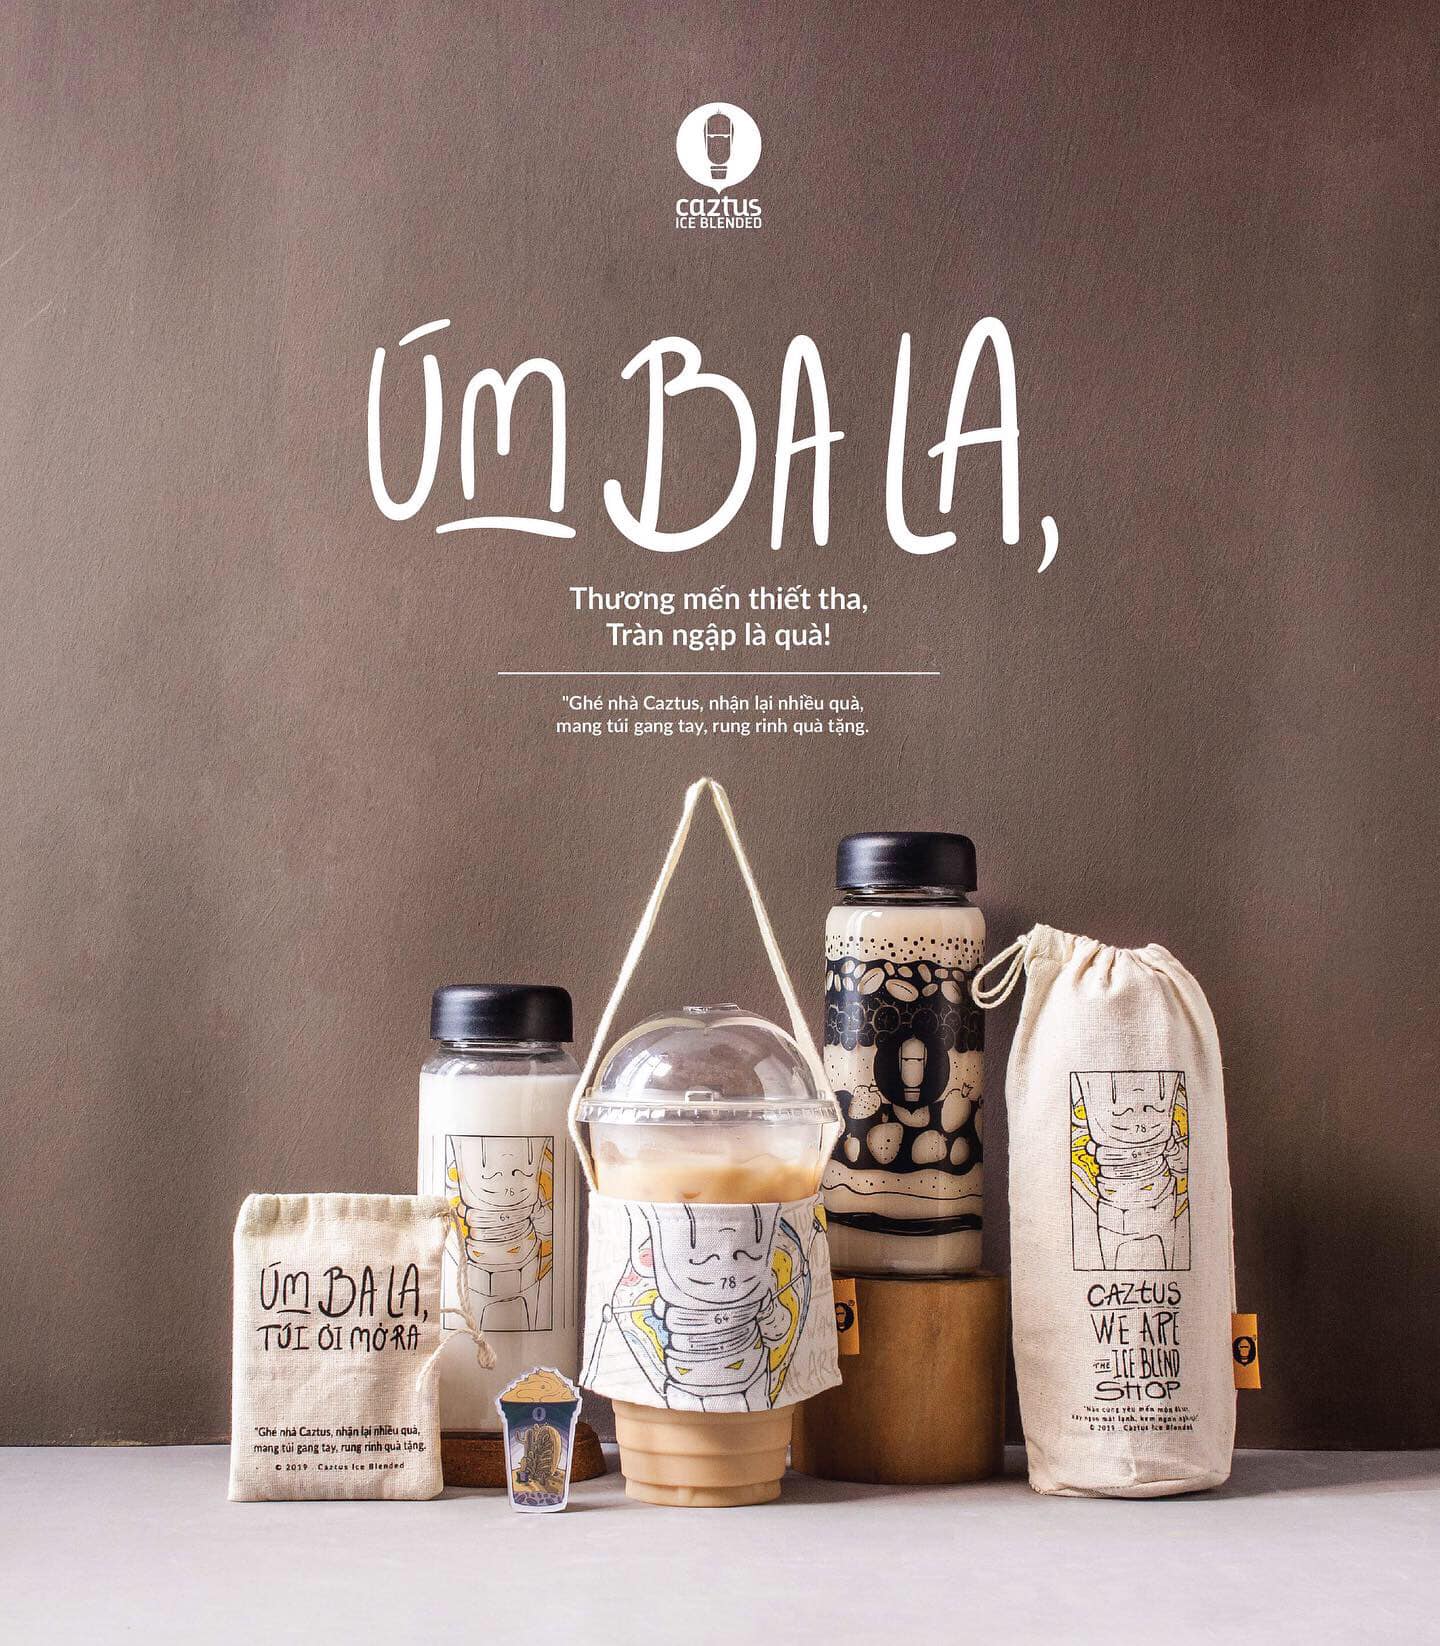 caztus
ICE BLENDED
ÚM BA LA,
Thương mến thiết tha,
Tràn ngập là quà!
"Ghé nhà Caztus, nhận lại nhiều quà,
mang túi gang tay, rung rinh quà tặng.
ÚM BA LA,
TÚI ƠI MỞ RA
"Ghé nhà Caztus, nhận lại nhiều quà,
mang túi gang tay, rung rinh quà tặng.
© 2019 Caztus Ice Blended
78
64
78
64
78
64
CAZtUS
WE ARE
THE ICE BLEND
SHOP
© 2019 Caztus Ice Blended